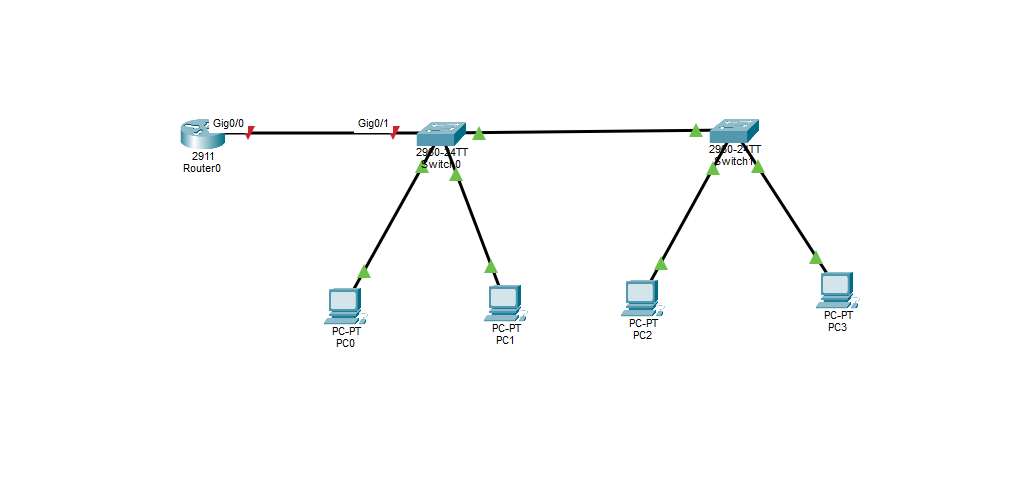 Gig0/0
Gig0/1
2911
Router0
2960-24TT
Switch0
2960-24TT
Switch1
PC-PT
PC0
PC-PT
PC1
PC-PT
PC2
PC-PT
PC3